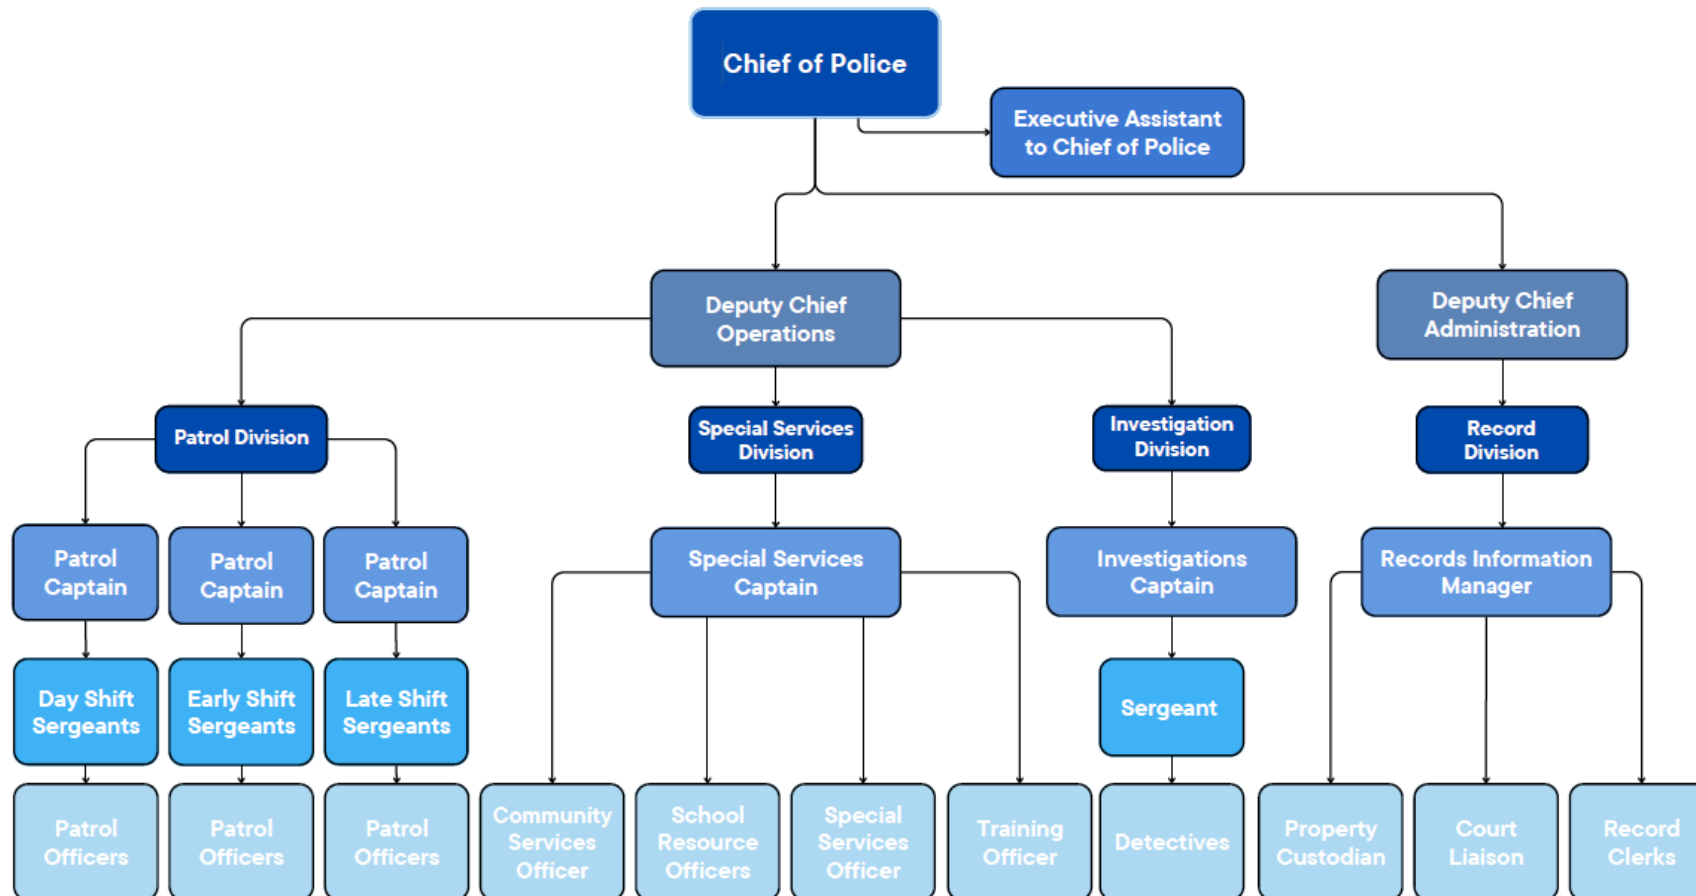 Chief of Police
Executive Assistant
to Chief of Police
Deputy Chief
Operations
Deputy Chief
Administration
Patrol Division
Special Services
Division
Investigation
Division
Record
Division
Patrol
Captain
Patrol
Captain
Patrol
Captain
Special Services
Captain
Investigations
Captain
Records Information
Manager
Day Shift
Sergeants
Early Shift
Sergeants
Late Shift
Sergeants
Sergeant
Patrol
Officers
Patrol
Officers
Patrol
Officers
Community
Services
Officer
School
Resource
Officers
Special
Services
Officer
Training
Officer
Detectives
Property
Custodian
Court
Liaison
Record
Clerks